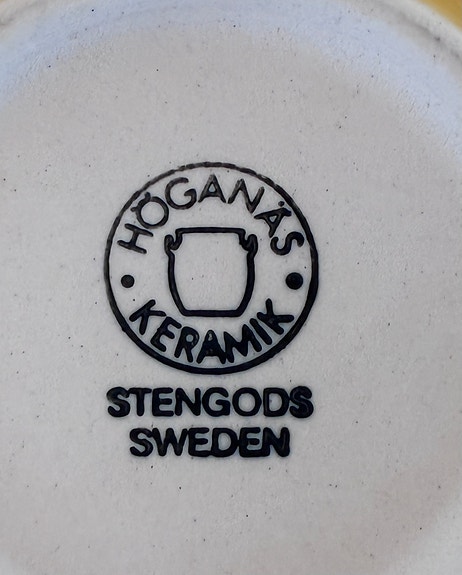 HÖGANÄS
KERAMIK
STENGODS
SWEDEN